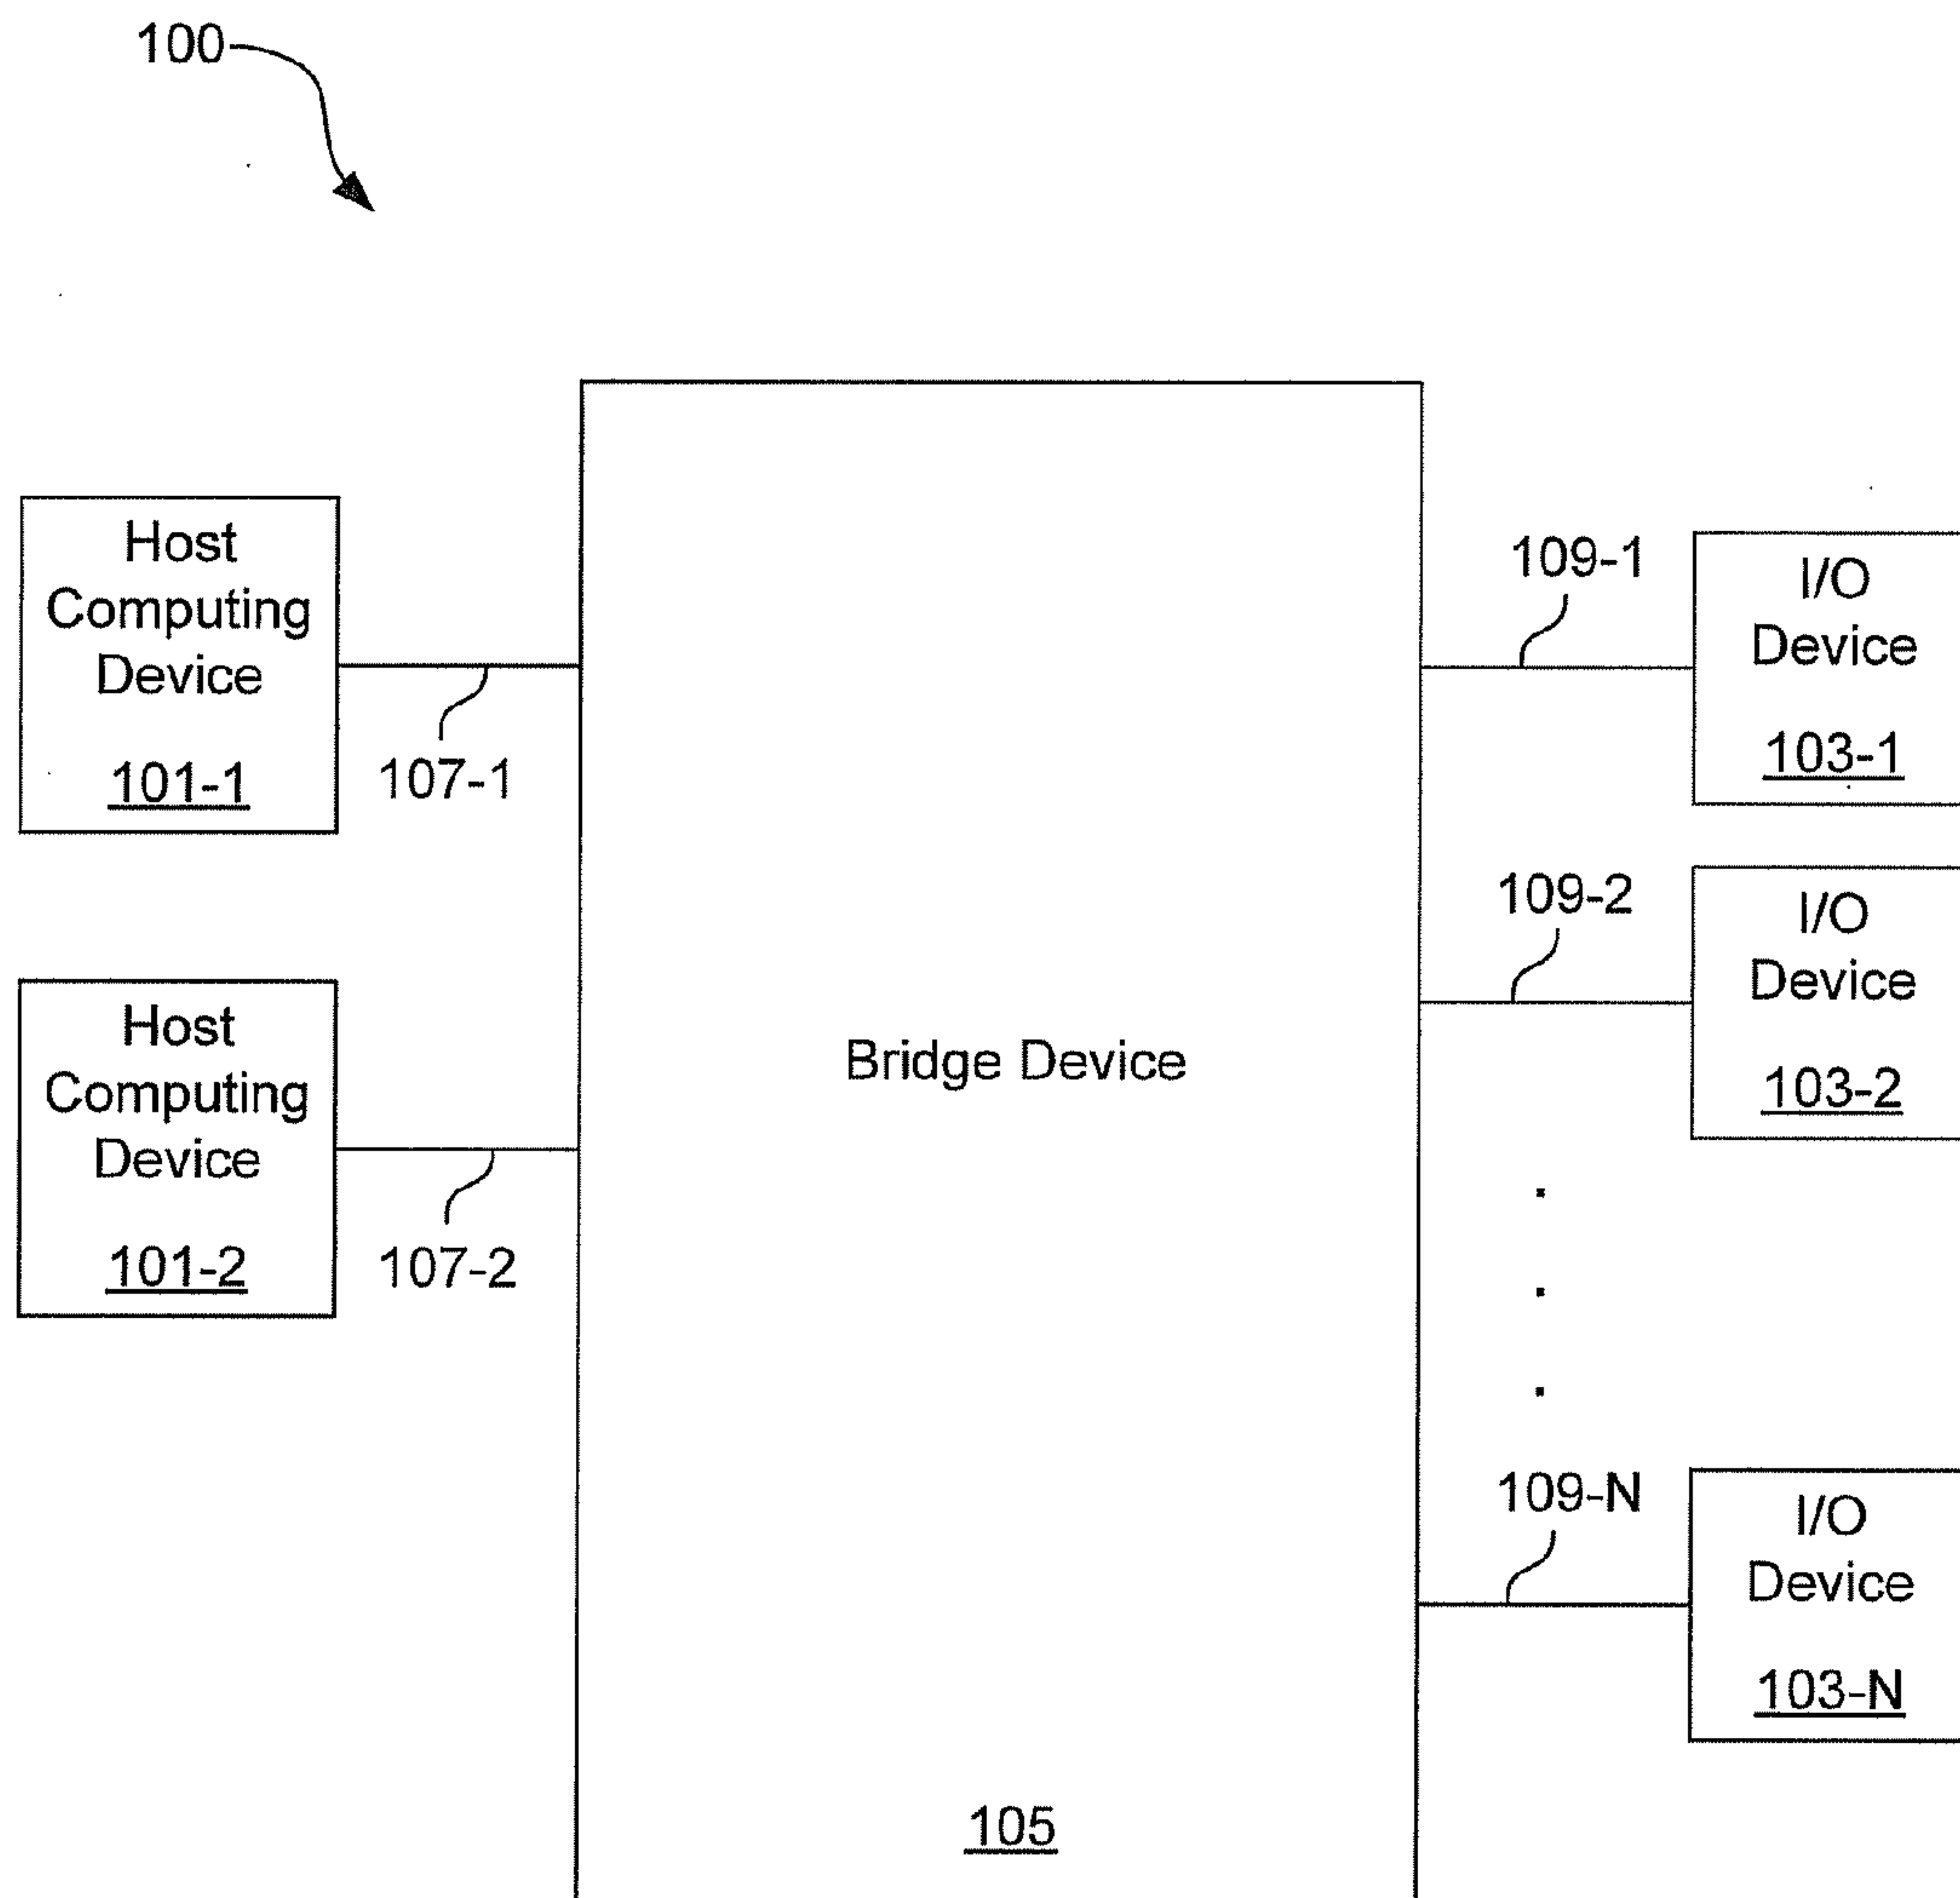 100
Host
Computing
Device
101-1
107-1
Host
Computing
Device
101-2
107-2
Bridge Device
105
109-1
I/O
Device
103-1
109-2
I/O
Device
103-2
109-N
I/O
Device
103-N